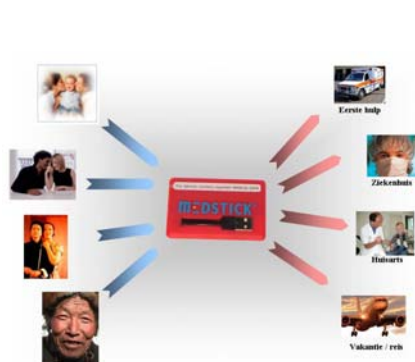 Eerste hulp
Ziekenhuis
MEDSTICK
Huisarts
Vakantie / reis